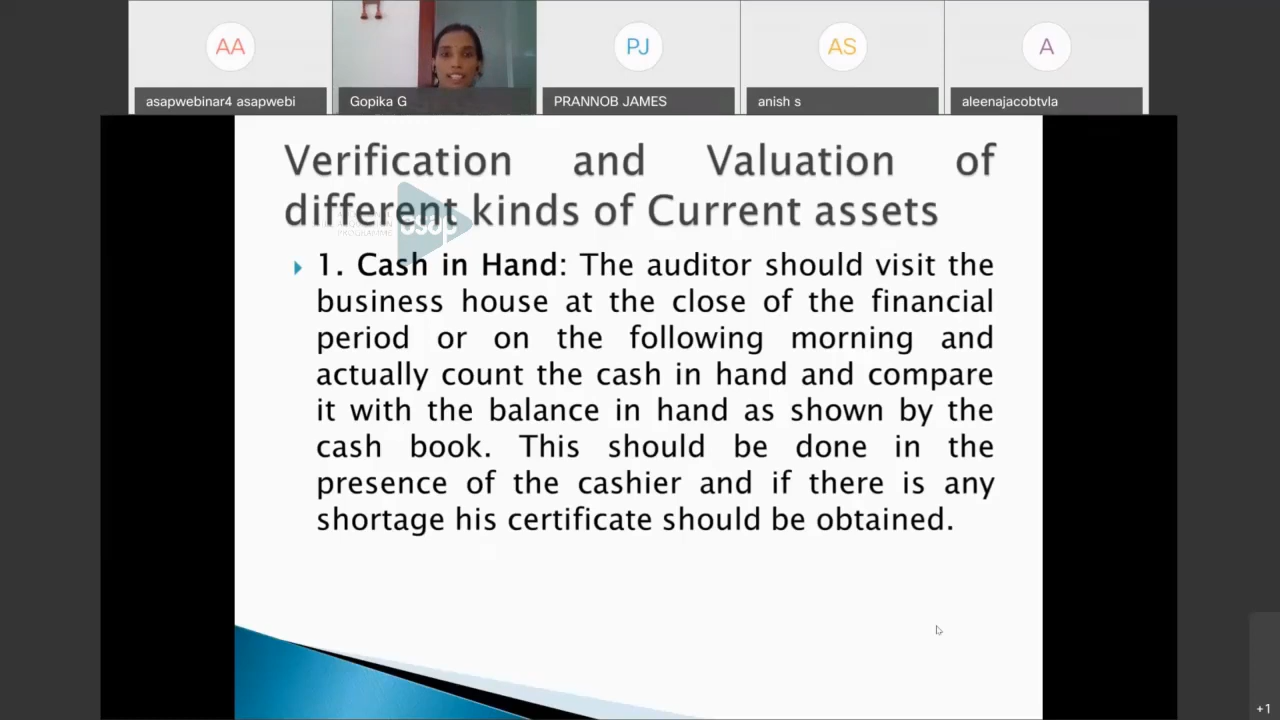 AA
PJ
AS
A
asapwebinar4 asapwebi
Gopika G
PRANNOB JAMES
anish s
aleenajacobtvla
Verification and Valuation of
different kinds of Current assets
PROGRAMME
asap
1. Cash in Hand: The auditor should visit the
business house at the close of the financial
period or on the following morning and
actually count the cash in hand and compare
it with the balance in hand as shown by the
cash book. This should be done in the
presence of the cashier and if there is any
shortage his certificate should be obtained.
+1